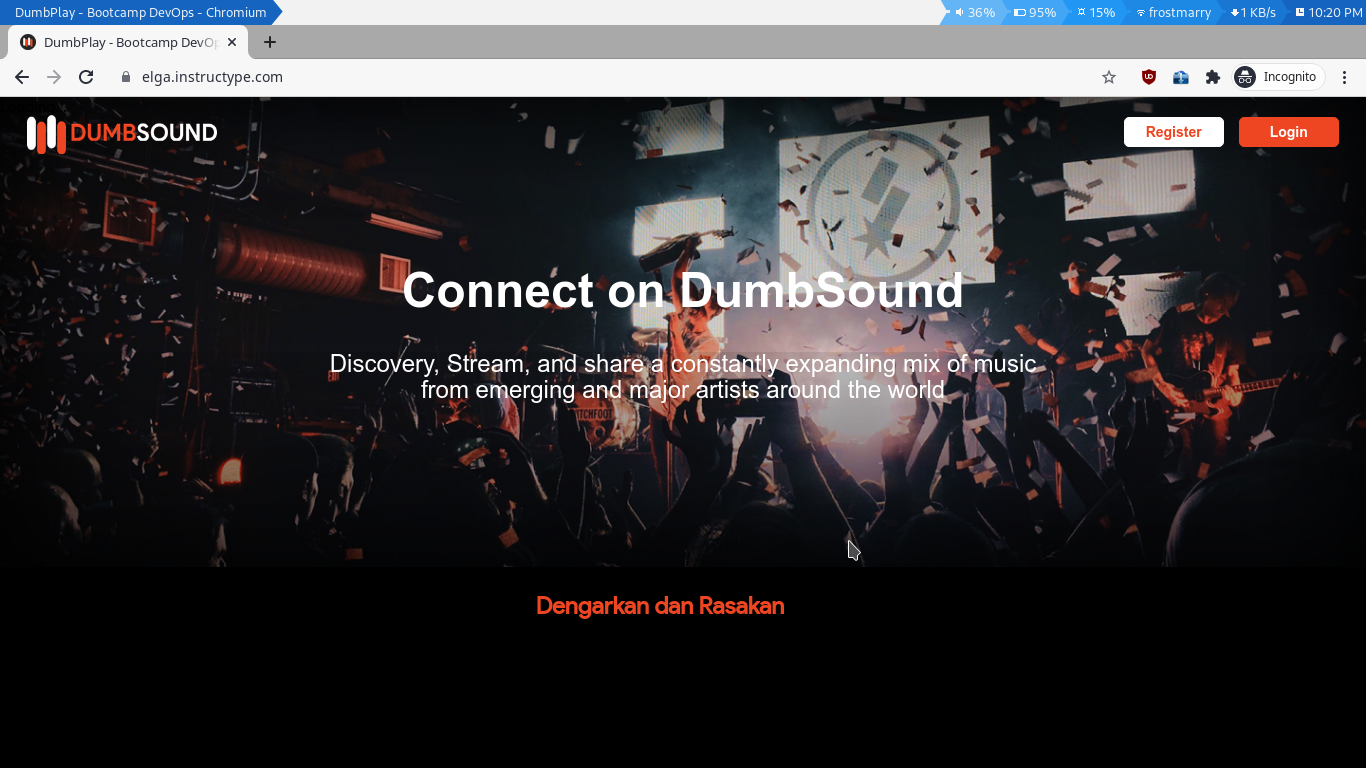 DumbPlay - Bootcamp DevOps - Chromium
36%
95%
15%
frostmarry
1 KB/s
10:20 PM
DumbPlay - Bootcamp DevOp
elga.instructype.com
Incognito
DUMBSOUND
Register
Login
Connect on DumbSound
Discovery, Stream, and share a constantly expanding mix of music
from emerging and major artists around the world
Dengarkan dan Rasakan